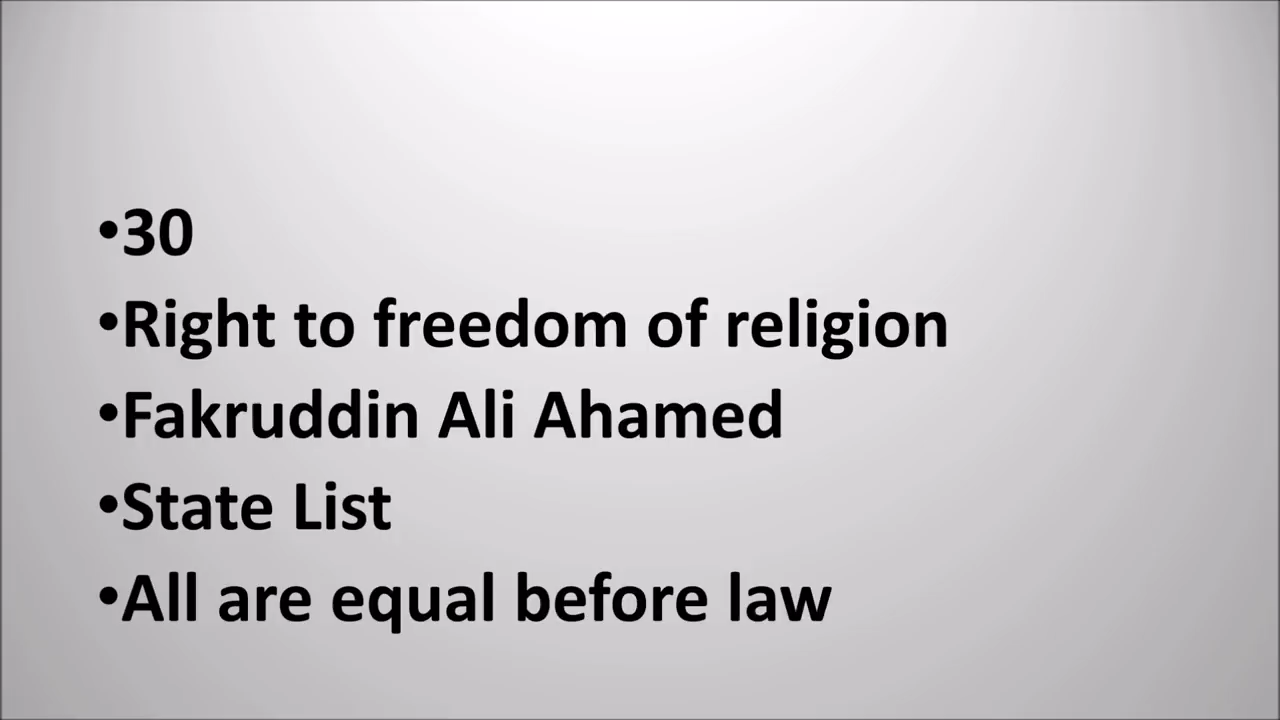 •30
•Right to freedom of religion
•Fakruddin Ali Ahamed
•State List
•All are equal before law